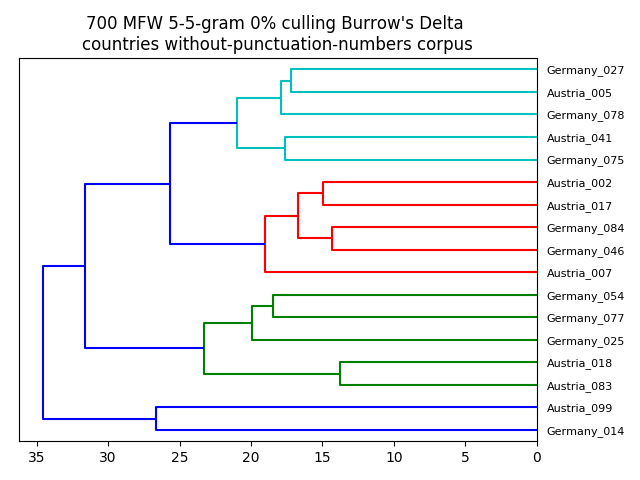 700 MFW 5-5-gram 0% culling Burrow's Delta
countries without-punctuation-numbers corpus
Germany_027
Austria_005
Germany_078
Austria_041
Germany_075
Austria_002
Austria_017
Germany_084
Germany_046
Austria_007
Germany_054
Germany_077
Germany_025
Austria_018
Austria_083
Austria_099
Germany_014
35 30 25 20 15 10 5 0